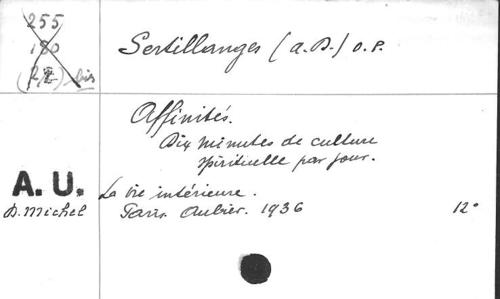 255
180
(22) bis
Sertillanges (A.D.) O.P.
Affinités.
Dix minutes de culture
spirituelle par jour.
A. U.
La vie intérieure.
D. Michel
Paris. Aubier. 1936
12°